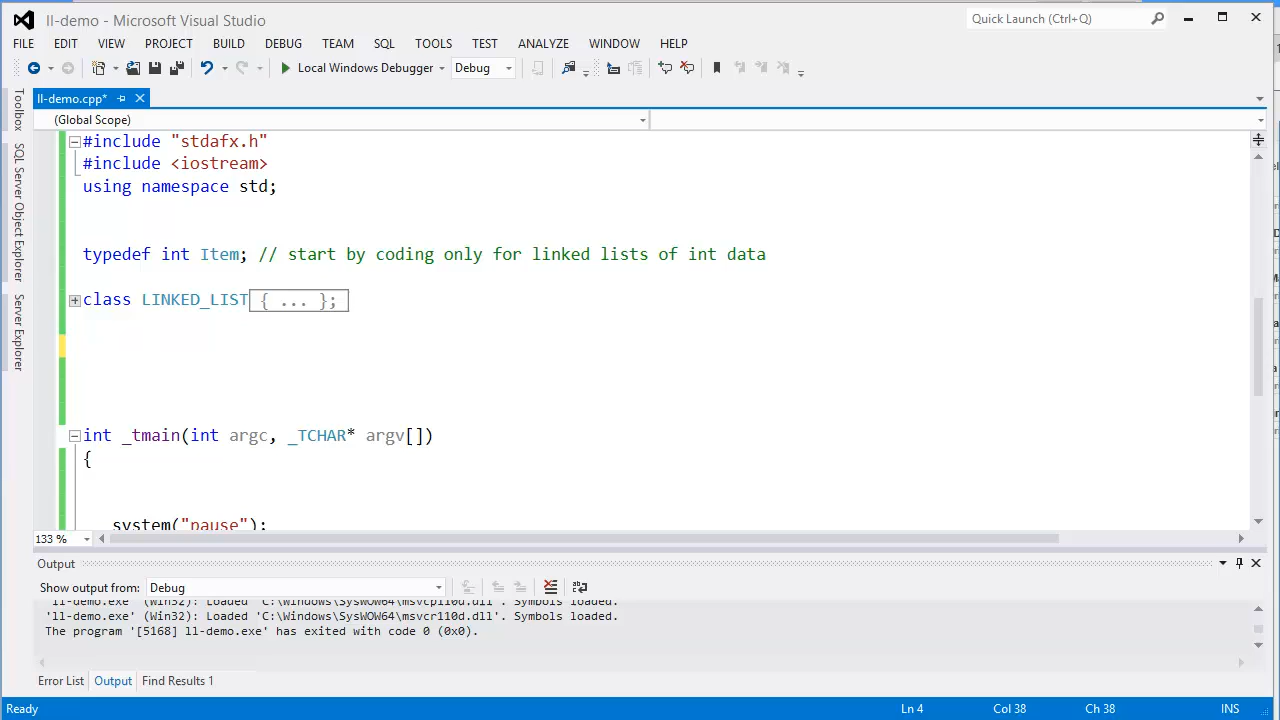 ll-demo - Microsoft Visual Studio
Quick Launch (Ctrl+Q)
FILE EDIT VIEW PROJECT BUILD DEBUG TEAM SQL TOOLS TEST ANALYZE WINDOW HELP
Local Windows Debugger Debug
ll-demo.cpp*
(Global Scope)
Toolbox
SQL Server Object Explorer
Server Explorer
#include "stdafx.h"
#include <iostream>
using namespace std;
typedef int Item; // start by coding only for linked lists of int data
class LINKED_LIST{ ... };
int _tmain(int argc, _TCHAR* argv[])
{
system("pause");
133 %
Output
Show output from: Debug
'll-demo.exe' (Win32): Loaded 'C:\Windows\SysWOW64\msvcp110d.dll'. Symbols loaded.
'll-demo.exe' (Win32): Loaded 'C:\Windows\SysWOW64\msvcr110d.dll'. Symbols loaded.
The program '[5168] ll-demo.exe' has exited with code 0 (0x0).
Error List Output Find Results 1
Ready Ln 4 Col 38 Ch 38 INS